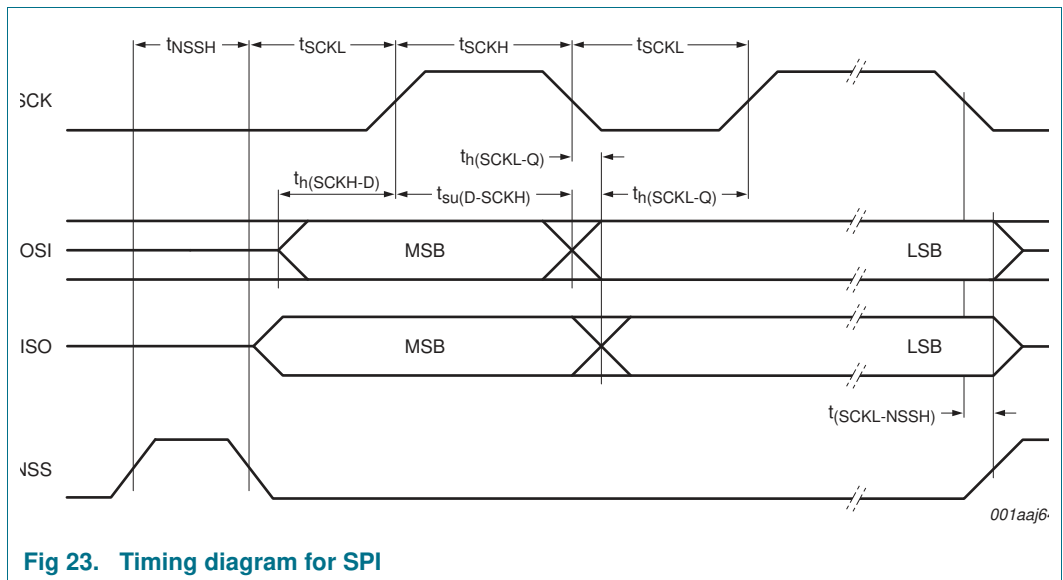 tNSSH tSCKL tSCKH tSCKL
SCK
th(SCKL-Q)
th(SCKH-D) tsu(D-SCKH) th(SCKL-Q)
OSI MSB LSB
ISO MSB LSB
t(SCKL-NSSH)
NSS
001aaj64
Fig 23. Timing diagram for SPI